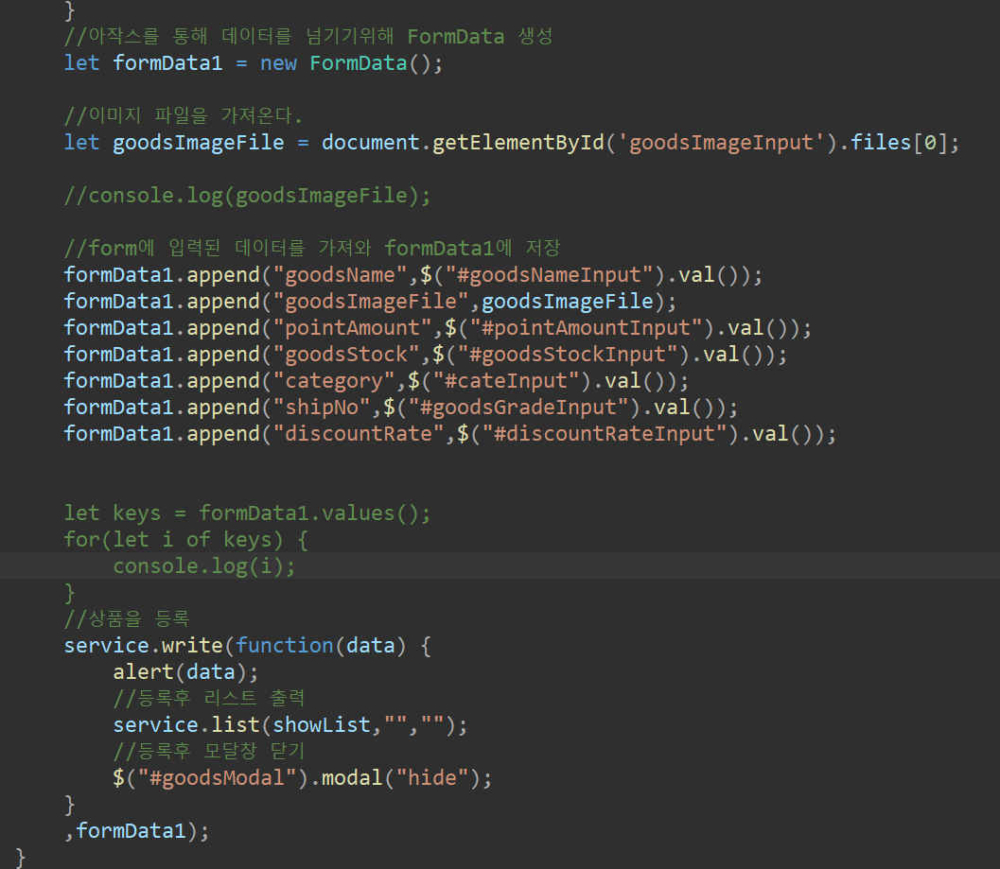 }
//아작스를 통해 데이터를 넘기기위해 FormData 생성
let formData1 = new FormData();
//이미지 파일을 가져온다.
let goodsImageFile = document.getElementById('goodsImageInput').files[0];
//console.log(goodsImageFile);
//form에 입력된 데이터를 가져와 formData1에 저장
formData1.append("goodsName",$("#goodsNameInput").val());
formData1.append("goodsImageFile",goodsImageFile);
formData1.append("pointAmount",$("#pointAmountInput").val());
formData1.append("goodsStock",$("#goodsStockInput").val());
formData1.append("category",$("#cateInput").val());
formData1.append("shipNo",$("#goodsGradeInput").val());
formData1.append("discountRate",$("#discountRateInput").val());
let keys = formData1.values();
for(let i of keys) {
console.log(i);
}
//상품을 등록
service.write(function(data) {
alert(data);
//등록후 리스트 출력
service.list(showList,"","");
//등록후 모달창 닫기
$("#goodsModal").modal("hide");
}
,formData1);
}